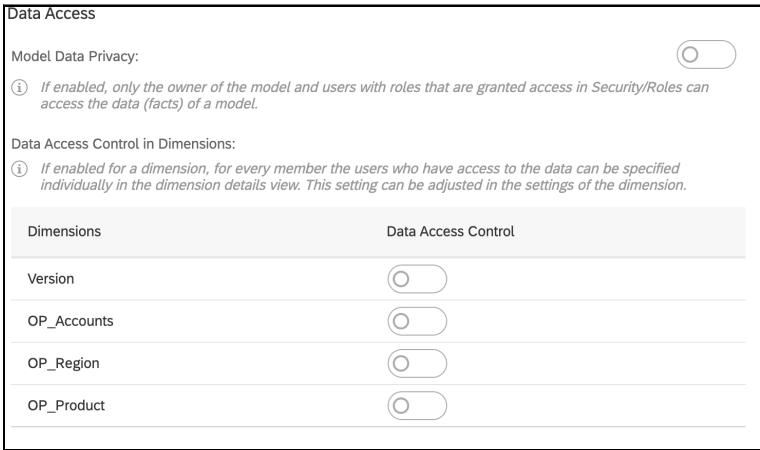 Data Access
Model Data Privacy:
If enabled, only the owner of the model and users with roles that are granted access in Security/Roles can
access the data (facts) of a model.
Data Access Control in Dimensions:
If enabled for a dimension, for every member the users who have access to the data can be specified
individually in the dimension details view. This setting can be adjusted in the settings of the dimension.
Dimensions Data Access Control
Version
OP_Accounts
OP_Region
OP_Product